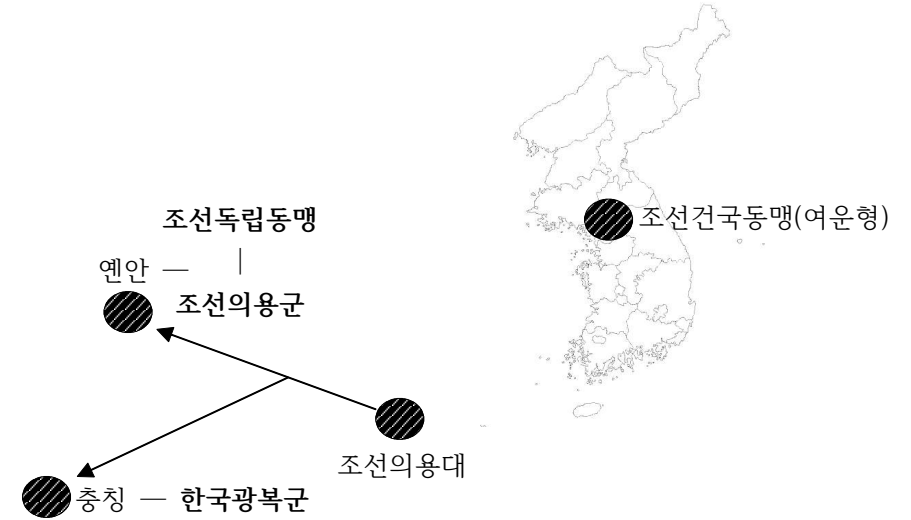 조선건국동맹(여운형)
조선독립동맹
옌안 —
조선의용군
조선의용대
충칭 — 한국광복군